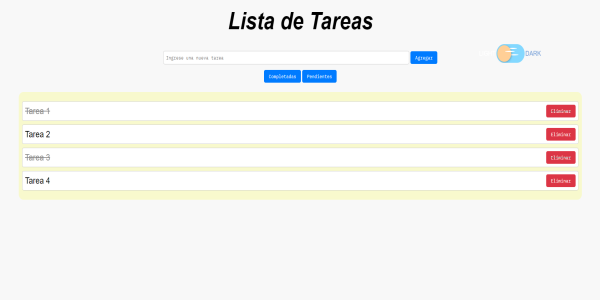 Lista de Tareas
Ingrese una nueva tarea
Agregar
DARK
Completadas
Pendientes
Tarea 1
Eliminar
Tarea 2
Eliminar
Tarea 3
Eliminar
Tarea 4
Eliminar